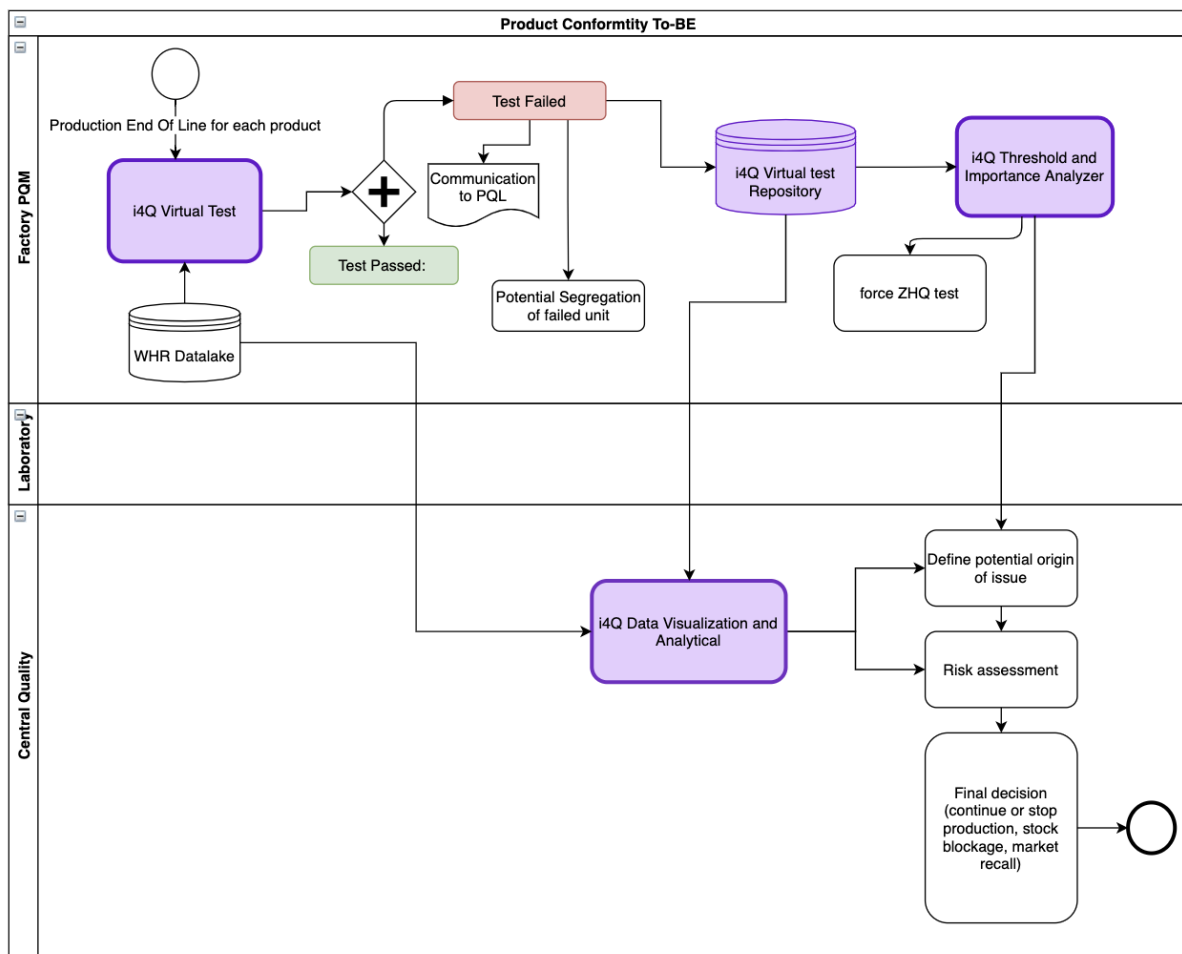 Product Conformtity To-BE
Factory PQM
Production End Of Line for each product
i4Q Virtual Test
WHR Datalake
Test Failed
Communication
to PQL
Test Passed:
Potential Segregation
of failed unit
i4Q Virtual test
Repository
i4Q Threshold and
Importance Analyzer
force ZHQ test
Laboratory
Central Quality
i4Q Data Visualization and
Analytical
Define potential origin
of issue
Risk assessment
Final decision
(continue or stop
production, stock
blockage, market
recall)